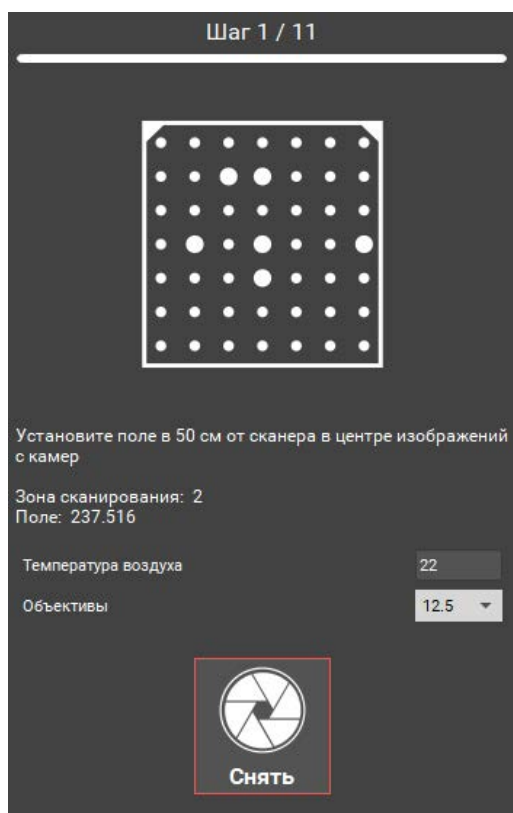 Шаг 1 / 11
Установите поле в 50 см от сканера в центре изображений
с камер
Зона сканирования: 2
Поле: 237.516
Температура воздуха 22
Объективы 12.5
Снять